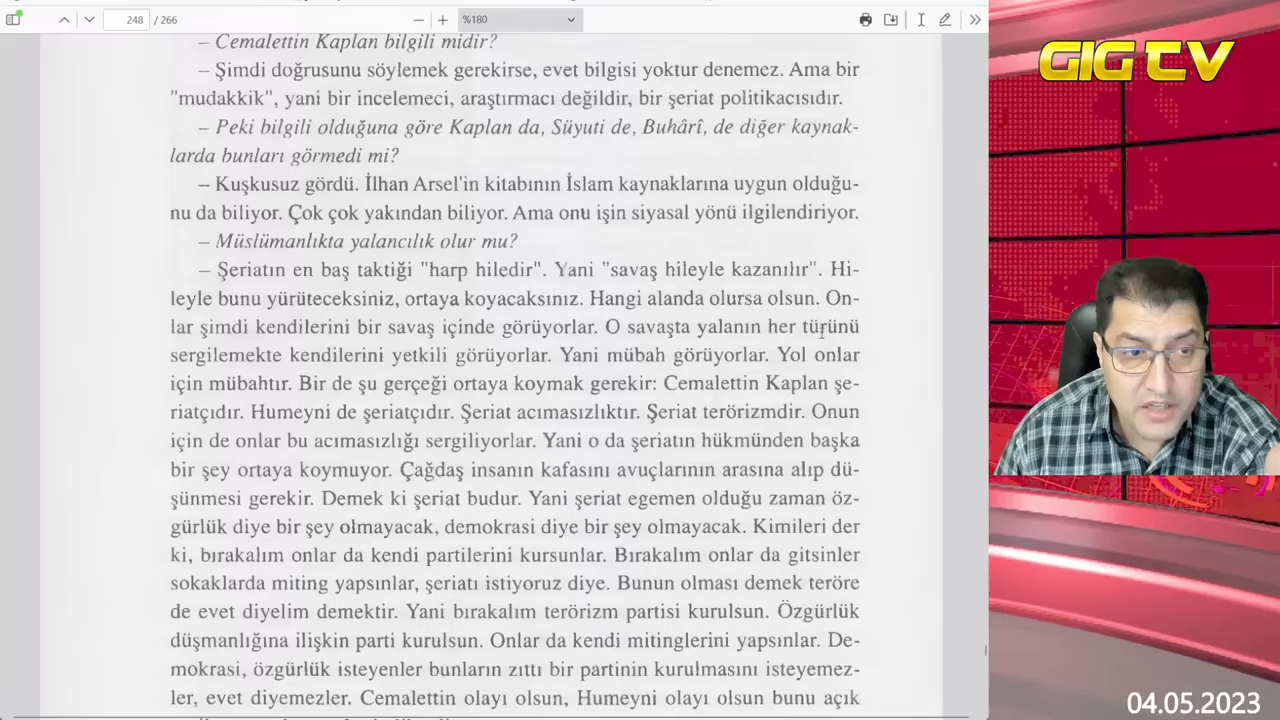 248 / 266
%180
– Cemalettin Kaplan bilgili midir?
– Şimdi doğrusunu söylemek gerekirse, evet bilgisi yoktur denemez. Ama bir
"mudakkik", yani bir incelemeci, araştırmacı değildir, bir şeriat politikacısıdır.
– Peki bilgili olduğuna göre Kaplan da, Süyuti de, Buhârî, de diğer kaynak-
larda bunları görmedi mi?
– Kuşkusuz gördü. İlhan Arsel'in kitabının İslam kaynaklarına uygun olduğu-
nu da biliyor. Çok çok yakından biliyor. Ama onu işin siyasal yönü ilgilendiriyor.
– Müslümanlıkta yalancılık olur mu?
– Şeriatın en baş taktiği "harp hiledir". Yani "savaş hileyle kazanılır". Hi-
leyle bunu yürüteceksiniz, ortaya koyacaksınız. Hangi alanda olursa olsun. On-
lar şimdi kendilerini bir savaş içinde görüyorlar. O savaşta yalanın her türünü
sergilemekte kendilerini yetkili görüyorlar. Yani mübah görüyorlar. Yol onlar
için mübahtır. Bir de şu gerçeği ortaya koymak gerekir: Cemalettin Kaplan şe-
riatçıdır. Humeyni de şeriatçıdır. Şeriat acımasızlıktır. Şeriat terörizmdir. Onun
için de onlar bu acımasızlığı sergiliyorlar. Yani o da şeriatın hükmünden başka
bir şey ortaya koymuyor. Çağdaş insanın kafasını avuçlarının arasına alıp dü-
şünmesi gerekir. Demek ki şeriat budur. Yani şeriat egemen olduğu zaman öz-
gürlük diye bir şey olmayacak, demokrasi diye bir şey olmayacak. Kimileri der
ki, bırakalım onlar da kendi partilerini kursunlar. Bırakalım onlar da gitsinler
sokaklarda miting yapsınlar, şeriatı istiyoruz diye. Bunun olması demek teröre
de evet diyelim demektir. Yani bırakalım terörizm partisi kurulsun. Özgürlük
düşmanlığına ilişkin parti kurulsun. Onlar da kendi mitinglerini yapsınlar. De-
mokrasi, özgürlük isteyenler bunların zıttı bir partinin kurulmasını isteyemez-
ler, evet diyemezler. Cemalettin olayı olsun, Humeyni olayı olsun bunu açık
GIG TV
04.05.2023